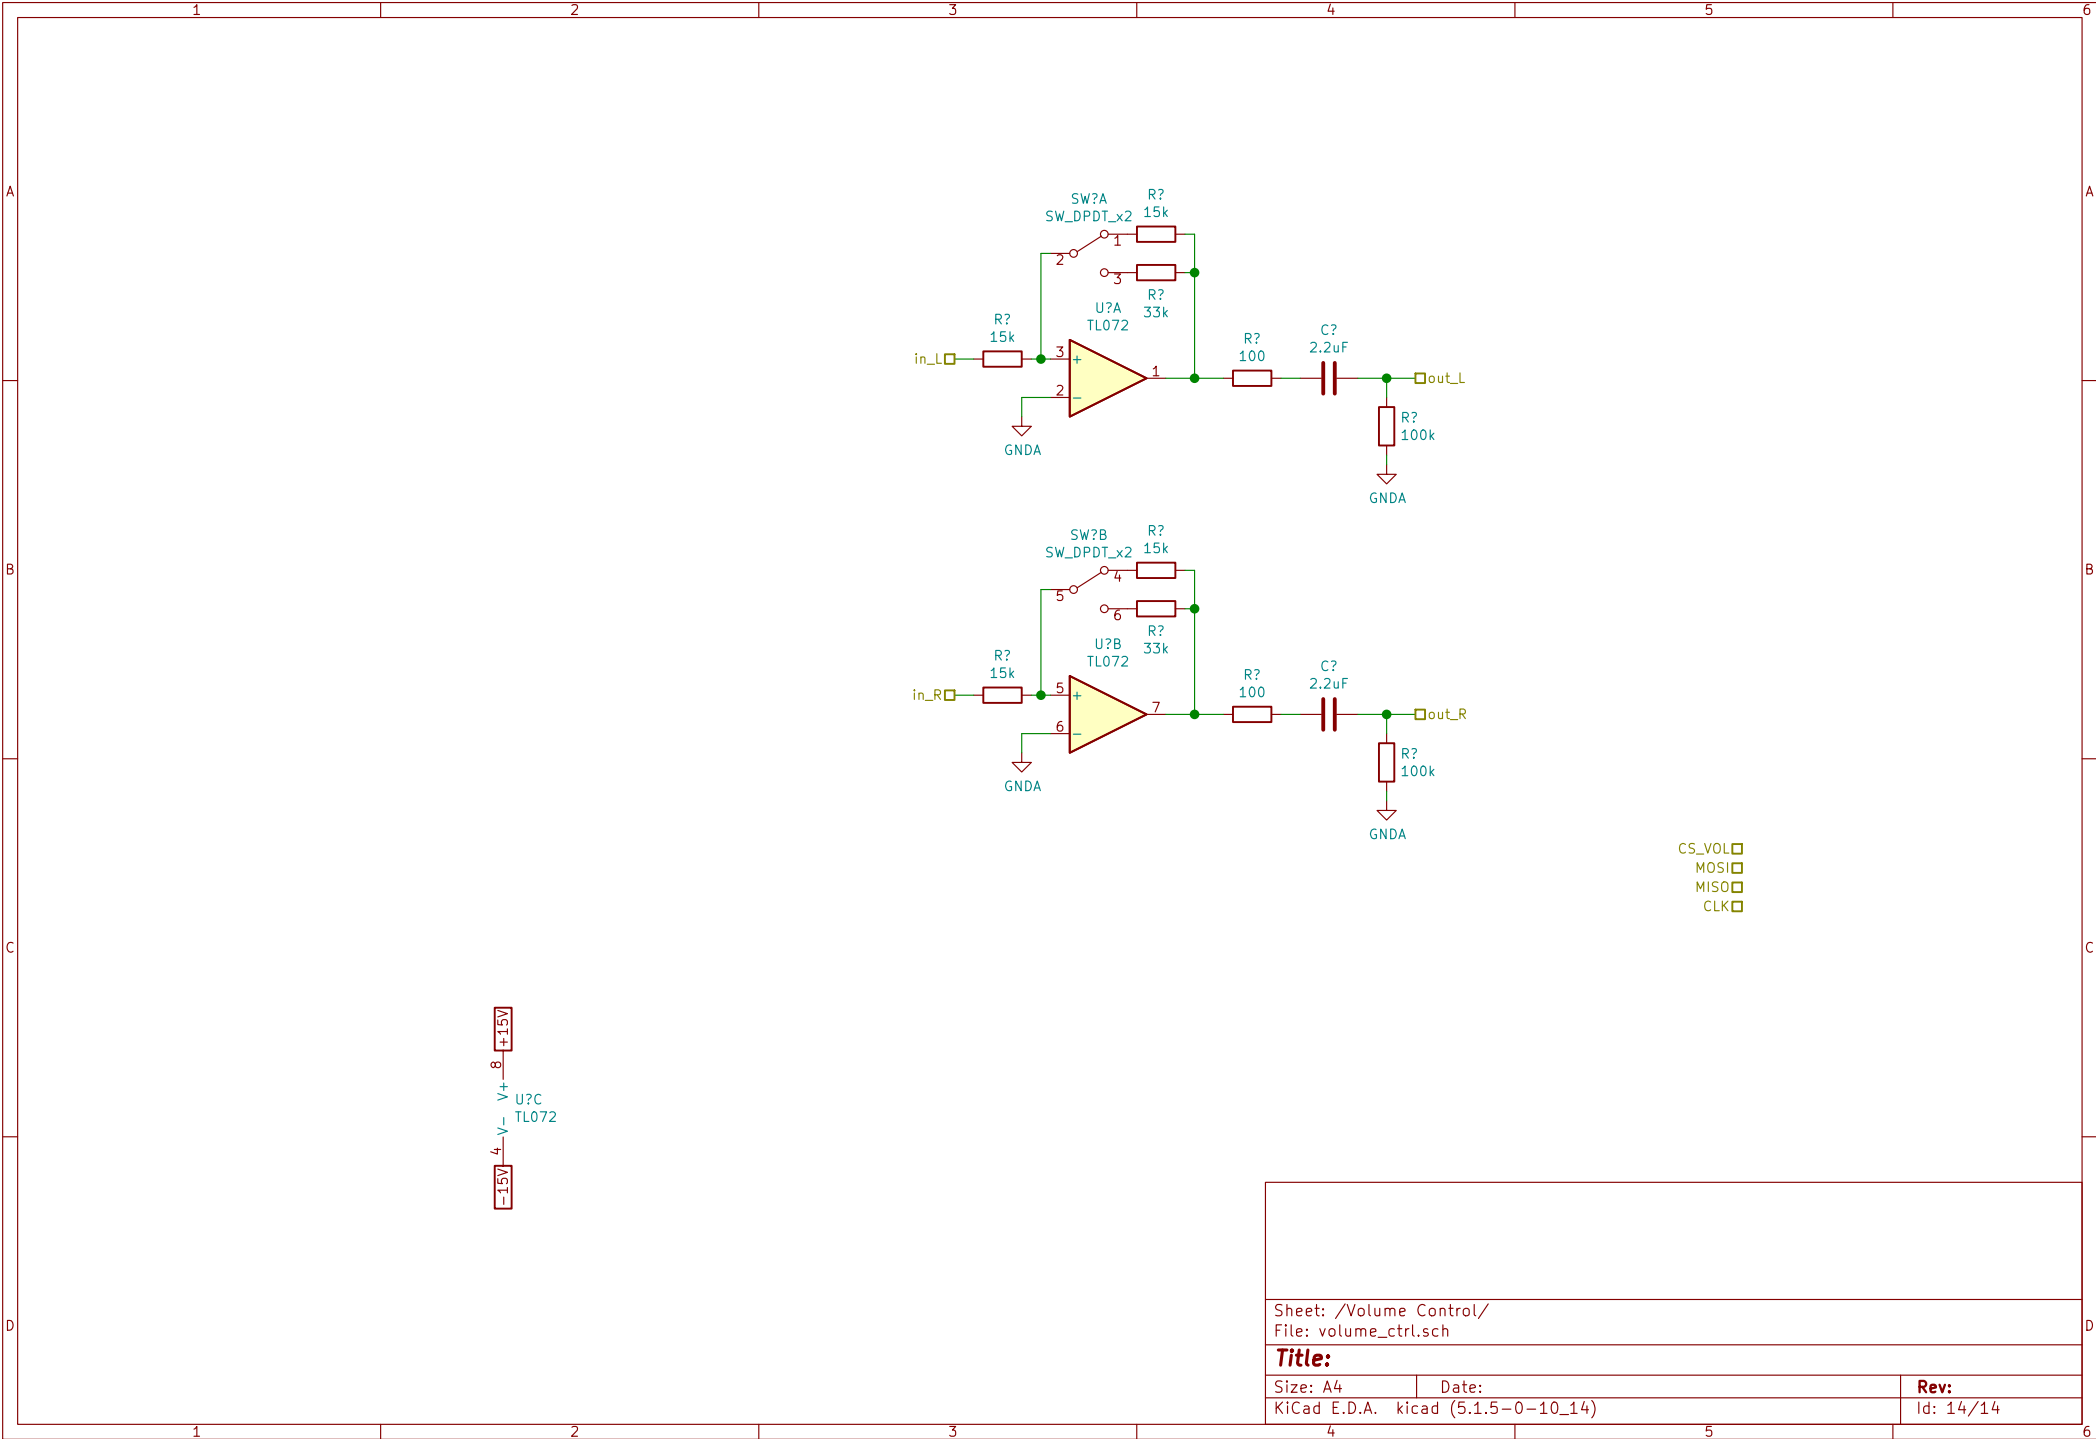 1 2 3 4 5 6
A A
SW?A
SW_DPDT_x2
R?
15k
1
2
3
R?
33k
U?A
TL072
R?
15k
in_L
3
+
2
−
1
GNDA
R?
100
C?
2.2uF
out_L
R?
100k
GNDA
B B
SW?B
SW_DPDT_x2
R?
15k
4
5
6
R?
33k
U?B
TL072
R?
15k
in_R
5
+
6
−
7
GNDA
R?
100
C?
2.2uF
out_R
R?
100k
GNDA
CS_VOL
MOSI
MISO
CLK
C C
+15V
8
V+
U?C
TL072
V-
4
-15V
D D
Sheet: /Volume Control/
File: volume_ctrl.sch
Title:
Size: A4 Date: Rev:
KiCad E.D.A. kicad (5.1.5-0-10_14) Id: 14/14
1 2 3 4 5 6